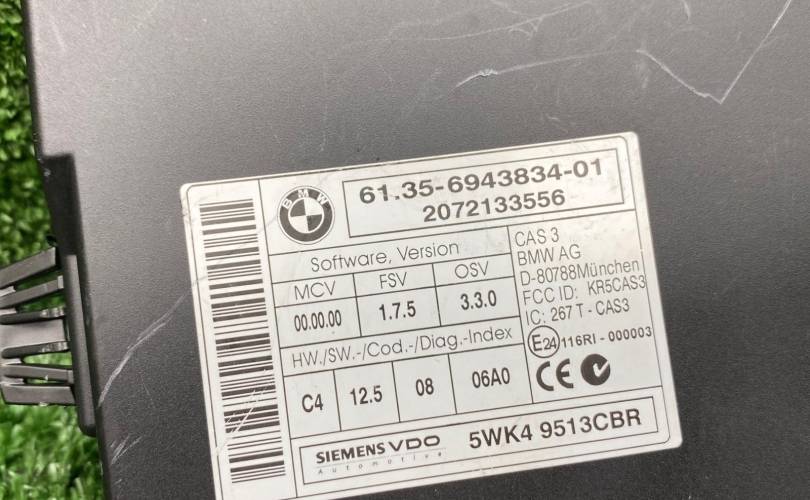 BMW
61.35-6943834-01
2072133556
Software, Version
MCV FSV OSV
00.00.00 1.7.5 3.3.0
HW./SW.-/Cod.-/Diag.-Index
C4 12.5 08 06A0
CAS 3
BMW AG
D-80788München
FCC ID: KR5CAS3
IC: 267 T - CAS3
E24 116RI - 000003
CE
SIEMENS VDO
Automotive
5WK4 9513CBR